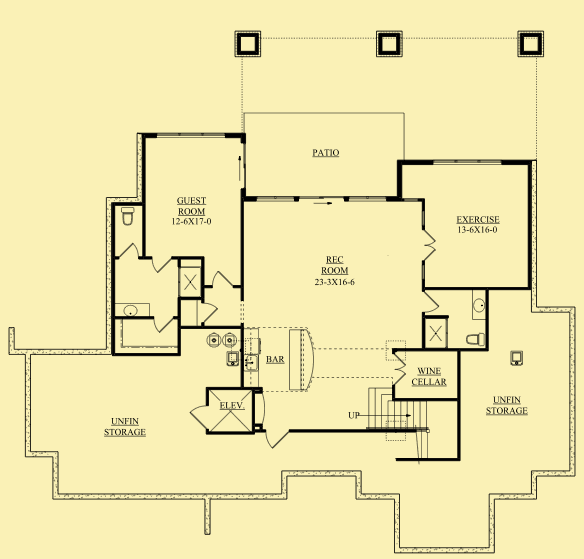 PATIO
GUEST
ROOM
12-6X17-0
EXERCISE
13-6X16-0
REC
ROOM
23-3X16-6
BAR
WINE
CELLAR
ELEV.
UP
UNFIN
STORAGE
UNFIN
STORAGE